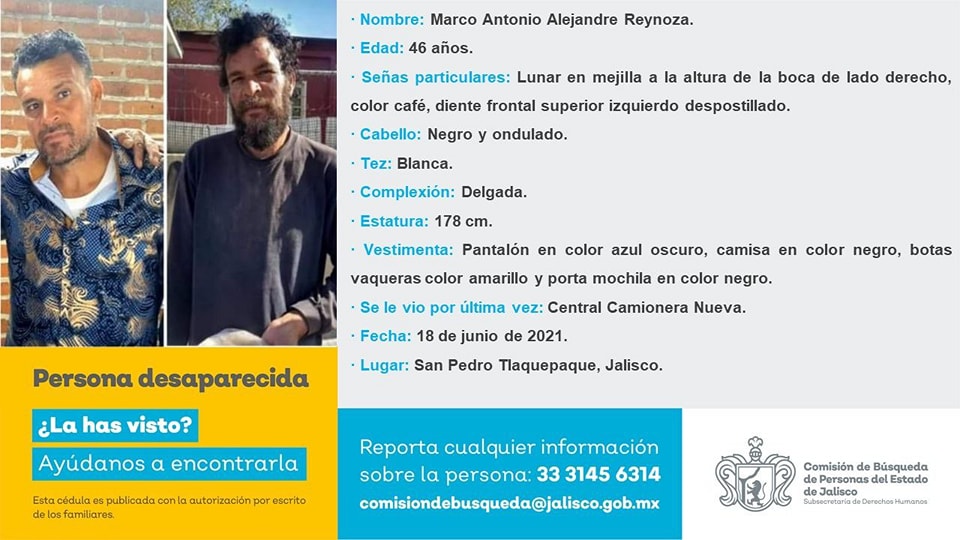 · Nombre: Marco Antonio Alejandre Reynoza.
· Edad: 46 años.
· Señas particulares: Lunar en mejilla a la altura de la boca de lado derecho,
color café, diente frontal superior izquierdo despostillado.
· Cabello: Negro y ondulado.
· Tez: Blanca.
· Complexión: Delgada.
· Estatura: 178 cm.
· Vestimenta: Pantalón en color azul oscuro, camisa en color negro, botas
vaqueras color amarillo y porta mochila en color negro.
· Se le vio por última vez: Central Camionera Nueva.
· Fecha: 18 de junio de 2021.
· Lugar: San Pedro Tlaquepaque, Jalisco.
Persona desaparecida
¿La has visto?
Ayúdanos a encontrarla
Esta cédula es publicada con la autorización por escrito
de los familiares.
Reporta cualquier información
sobre la persona: 33 3145 6314
comisiondebusqueda@jalisco.gob.mx
Comisión de Búsqueda
de Personas del Estado
de Jalisco
Subsecretaría de Derechos Humanos